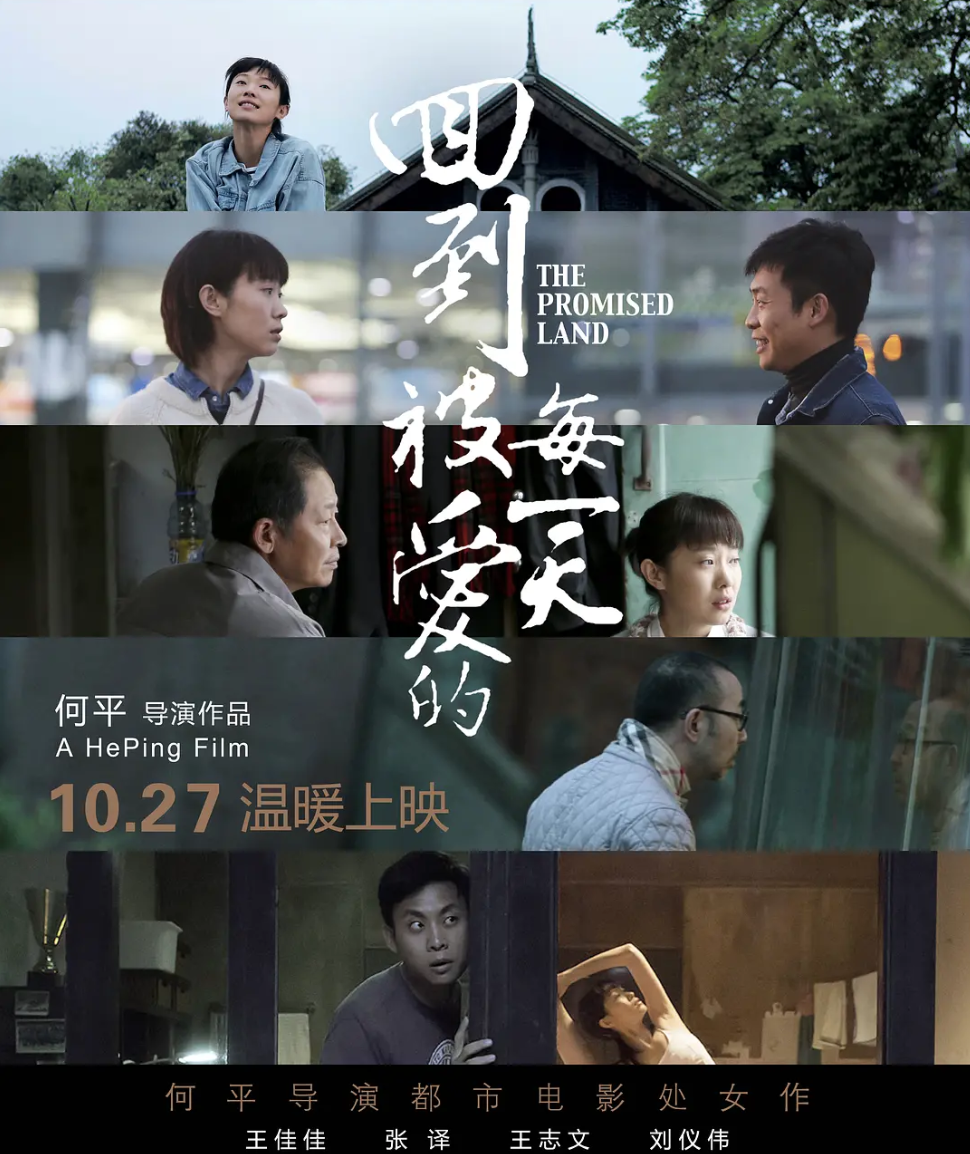 回到
被爱的
每一天
THE
PROMISED
LAND
何平 导演作品
A HePing Film
10.27 温暖上映
何平导演都市电影处女作
王佳佳 张译 王志文 刘仪伟